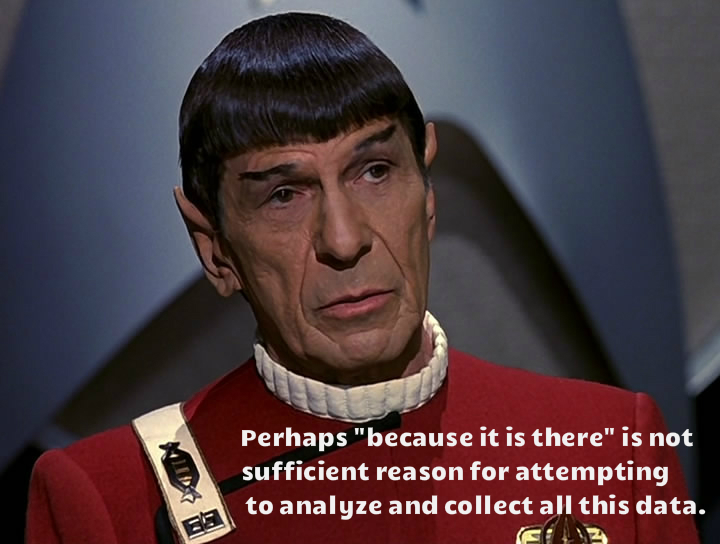 Perhaps "because it is there" is not
sufficient reason for attempting
to analyze and collect all this data.